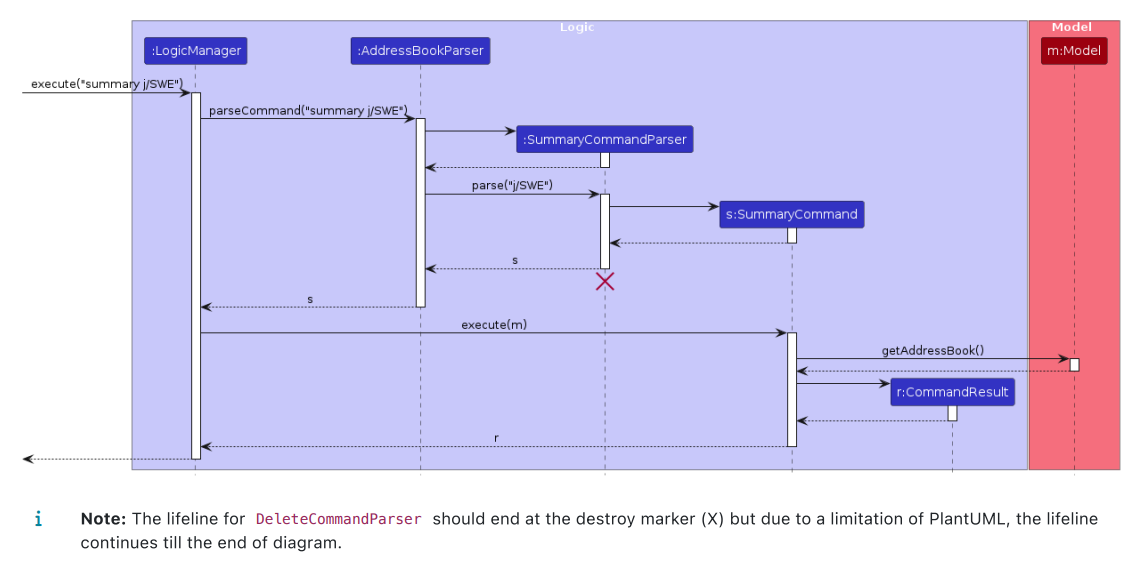 Logic
Model
:LogicManager
:AddressBookParser
m:Model
execute("summary j/SWE")
parseCommand("summary j/SWE")
:SummaryCommandParser
parse("j/SWE")
s:SummaryCommand
s
s
execute(m)
getAddressBook()
r:CommandResult
r
i
Note: The lifeline for DeleteCommandParser should end at the destroy marker (X) but due to a limitation of PlantUML, the lifeline
continues till the end of diagram.